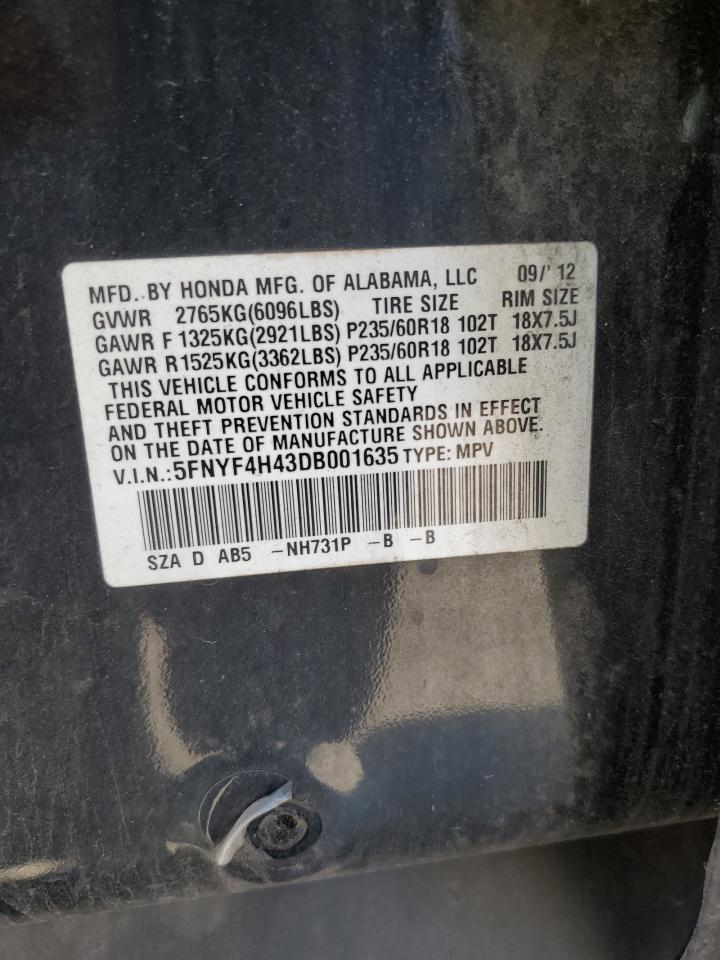 MFD. BY HONDA MFG. OF ALABAMA, LLC 09/'12
GVWR 2765KG(6096LBS) TIRE SIZE RIM SIZE
GAWR F 1325KG(2921LBS) P235/60R18 102T 18X7.5J
GAWR R1525KG(3362LBS) P235/60R18 102T 18X7.5J
THIS VEHICLE CONFORMS TO ALL APPLICABLE
FEDERAL MOTOR VEHICLE SAFETY
AND THEFT PREVENTION STANDARDS IN EFFECT
ON THE DATE OF MANUFACTURE SHOWN ABOVE.
V.I.N.:5FNYF4H43DB001635 TYPE: MPV
SZA D AB5 -NH731P -B -B